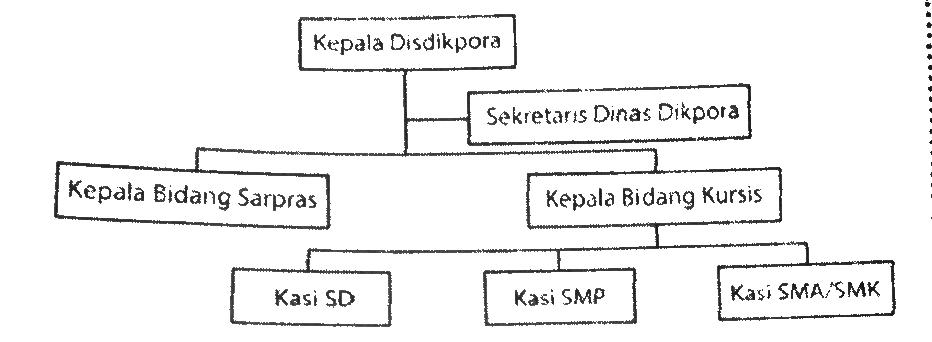 Kepala Disdikpora
Sekretaris Dinas Dikpora
Kepala Bidang Sarpras
Kepala Bidang Kursis
Kasi SD
Kasi SMP
Kasi SMA/SMK